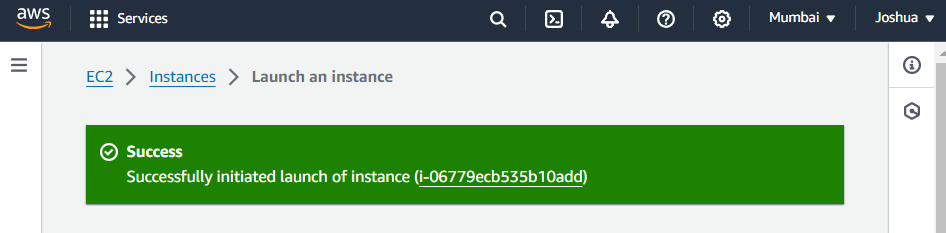 aws Services Mumbai Joshua
EC2 Instances Launch an instance
Success
Successfully initiated launch of instance (i-06779ecb535b10add)